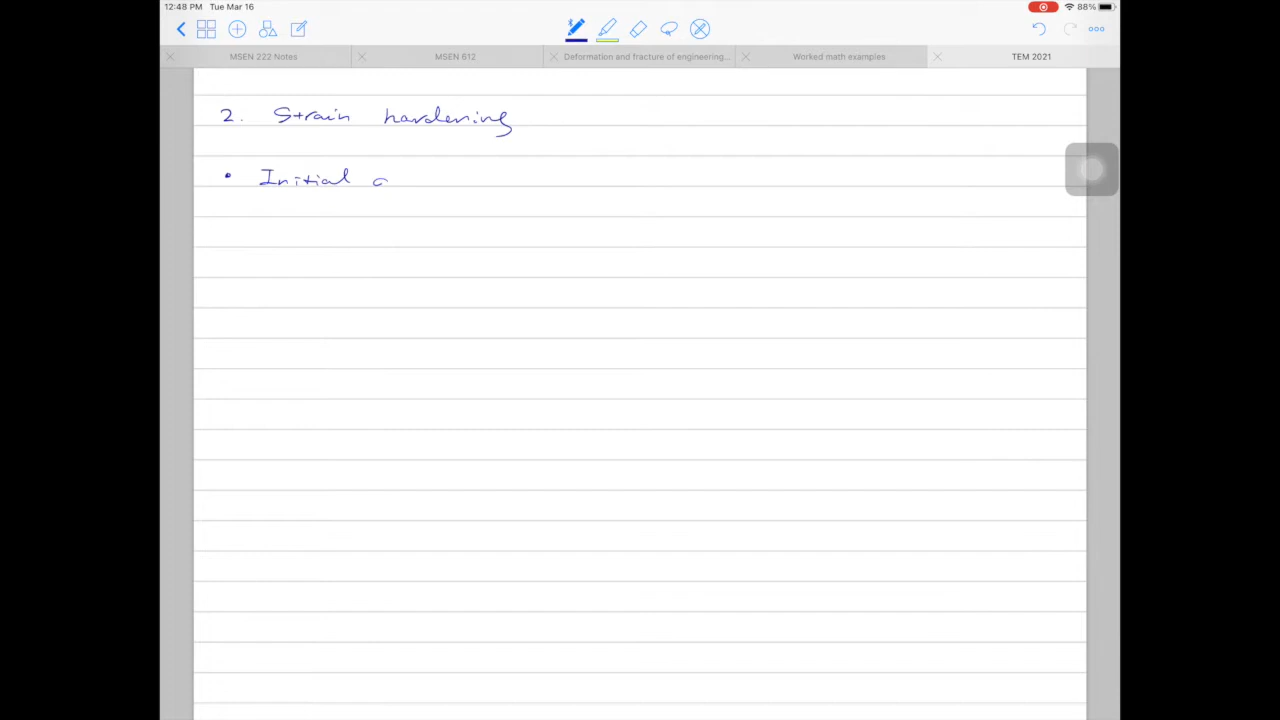 12:48 PM Tue Mar 16
88%
MSEN 222 Notes
MSEN 612
Deformation and fracture of engineering...
Worked math examples
TEM 2021
2. Strain hardening
• Initial